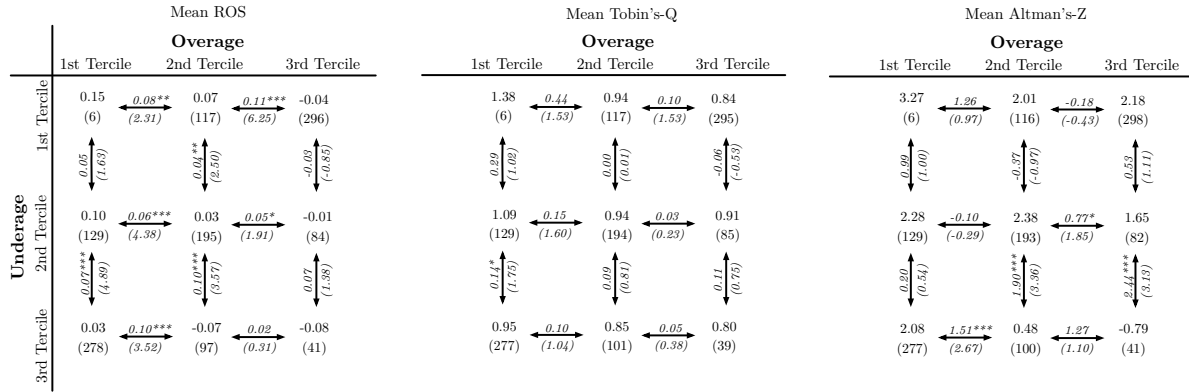 Mean ROS
Overage
1st Tercile 2nd Tercile 3rd Tercile
Underage
1st Tercile
2nd Tercile
3rd Tercile
0.15 0.08** 0.07 0.11*** -0.04
(6) (2.31) (117) (6.25) (296)
0.05 0.04** -0.03
(1.63) (2.50) (-0.85)
0.10 0.06*** 0.03 0.05* -0.01
(129) (4.38) (195) (1.91) (84)
0.07*** 0.10*** 0.07
(4.89) (3.57) (1.38)
0.03 0.10*** -0.07 0.02 -0.08
(278) (3.52) (97) (0.31) (41)
Mean Tobin's-Q
Overage
1st Tercile 2nd Tercile 3rd Tercile
1.38 0.44 0.94 0.10 0.84
(6) (1.53) (117) (1.53) (295)
0.29 0.00 -0.06
(1.02) (0.01) (-0.53)
1.09 0.15 0.94 0.03 0.91
(129) (1.60) (194) (0.23) (85)
0.14* 0.09 0.11
(1.75) (0.81) (0.75)
0.95 0.10 0.85 0.05 0.80
(277) (1.04) (101) (0.38) (39)
Mean Altman's-Z
Overage
1st Tercile 2nd Tercile 3rd Tercile
3.27 1.26 2.01 -0.18 2.18
(6) (0.97) (116) (-0.43) (298)
0.99 -0.37 0.53
(1.00) (-0.97) (1.11)
2.28 -0.10 2.38 0.77* 1.65
(129) (-0.29) (193) (1.85) (82)
0.20 1.90*** 2.44***
(0.54) (3.36) (3.13)
2.08 1.51*** 0.48 1.27 -0.79
(277) (2.67) (100) (1.10) (41)